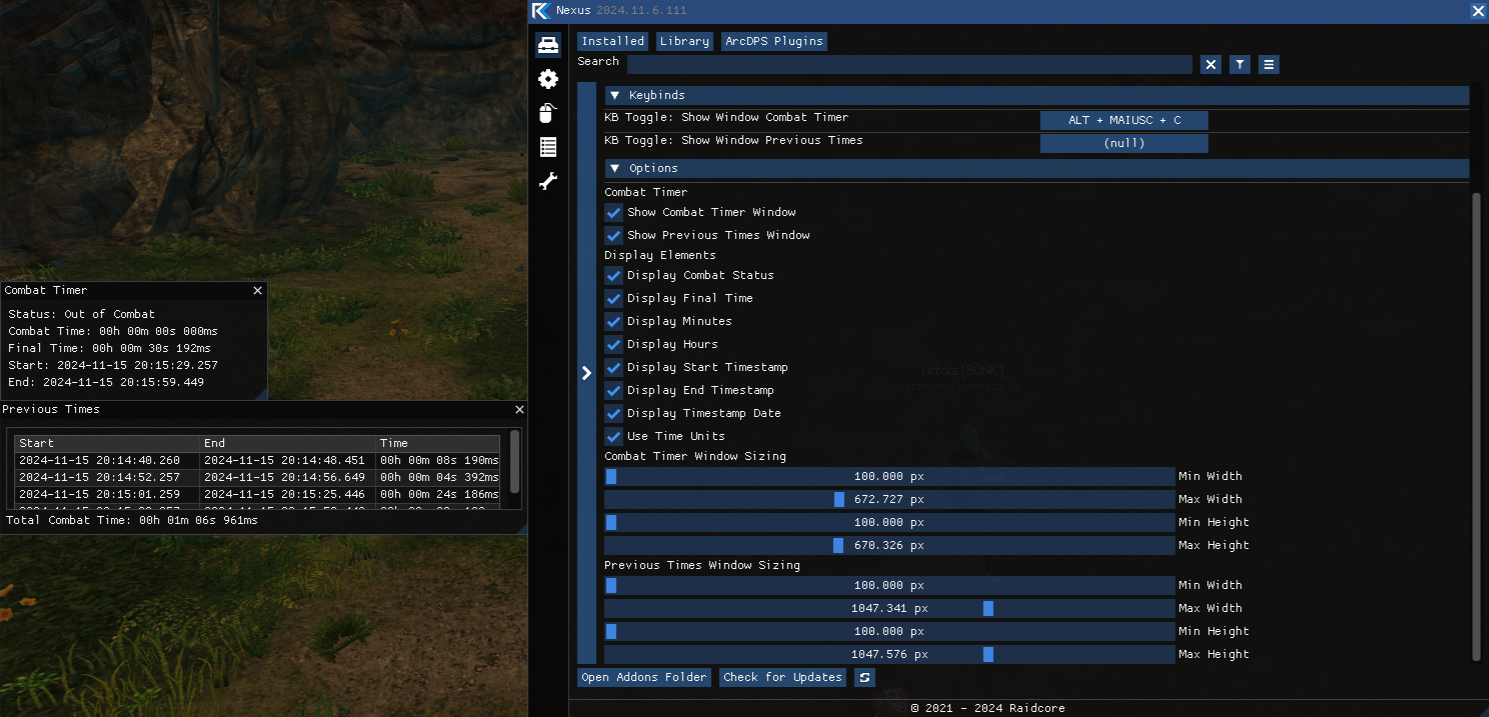 Nexus 2024.11.6.111
Installed Library ArcDPS Plugins
Search
Keybinds
KB Toggle: Show Window Combat Timer ALT + MAIUSC + C
KB Toggle: Show Window Previous Times (null)
Options
Combat Timer
Show Combat Timer Window
Show Previous Times Window
Display Elements
Display Combat Status
Display Final Time
Display Minutes
Display Hours
Display Start Timestamp
Display End Timestamp
Display Timestamp Date
Use Time Units
Combat Timer Window Sizing
100.000 px Min Width
672.727 px Max Width
100.000 px Min Height
670.326 px Max Height
Previous Times Window Sizing
100.000 px Min Width
1047.341 px Max Width
100.000 px Min Height
1047.576 px Max Height
Open Addons Folder Check for Updates
© 2021 - 2024 Raidcore
Combat Timer
Status: Out of Combat
Combat Time: 00h 00m 00s 000ms
Final Time: 00h 00m 30s 192ms
Start: 2024-11-15 20:15:29.257
End: 2024-11-15 20:15:59.449
Previous Times
Start End Time
2024-11-15 20:14:40.260 2024-11-15 20:14:48.451 00h 00m 08s 190ms
2024-11-15 20:14:52.257 2024-11-15 20:14:56.649 00h 00m 04s 392ms
2024-11-15 20:15:01.259 2024-11-15 20:15:25.446 00h 00m 24s 186ms
Total Combat Time: 00h 01m 06s 961ms